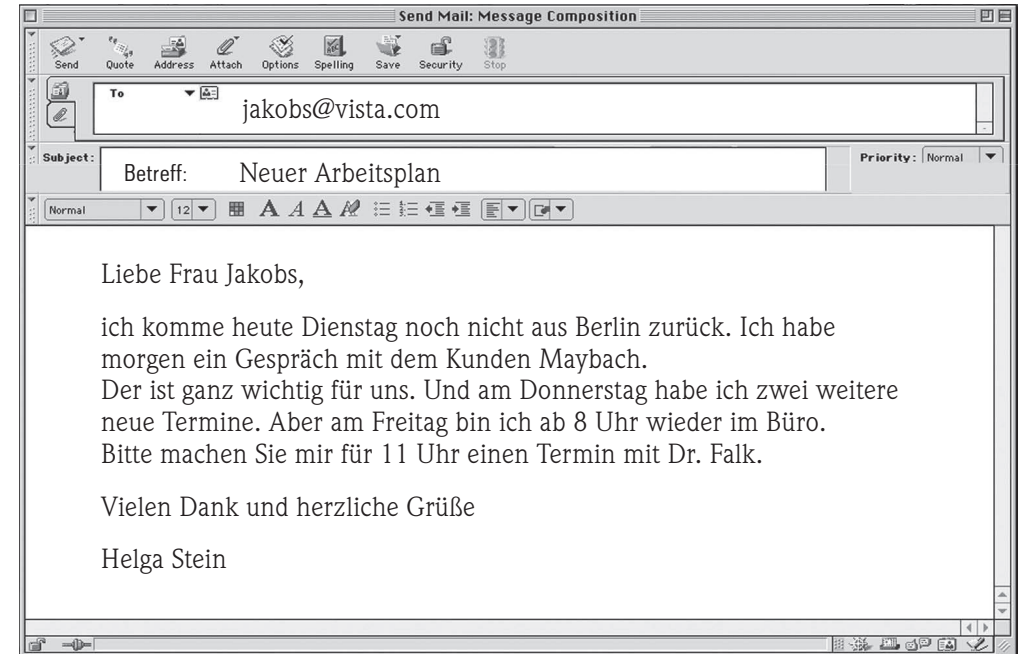 Send Mail: Message Composition
Send Quote Address Attach Options Spelling Save Security Stop
To jakobs@vista.com
Subject: Betreff: Neuer Arbeitsplan Priority: Normal
Normal 12 A A A
Liebe Frau Jakobs,
ich komme heute Dienstag noch nicht aus Berlin zurück. Ich habe
morgen ein Gespräch mit dem Kunden Maybach.
Der ist ganz wichtig für uns. Und am Donnerstag habe ich zwei weitere
neue Termine. Aber am Freitag bin ich ab 8 Uhr wieder im Büro.
Bitte machen Sie mir für 11 Uhr einen Termin mit Dr. Falk.
Vielen Dank und herzliche Grüße
Helga Stein